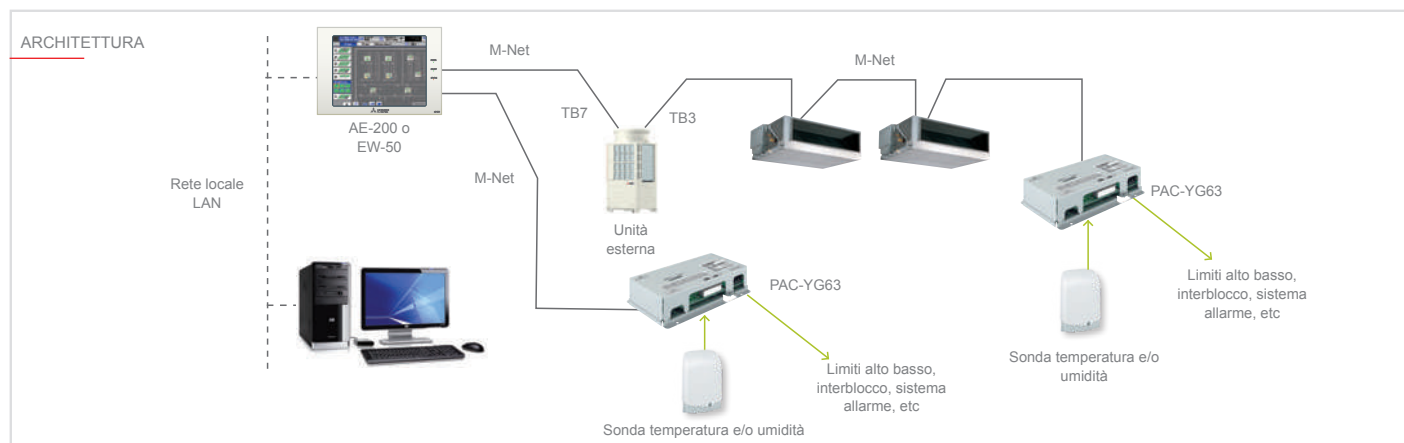 ARCHITETTURA
M-Net
M-Net
AE-200 o
EW-50
TB7
TB3
Rete locale
LAN
M-Net
PAC-YG63
Unità
esterna
PAC-YG63
Limiti alto basso,
interblocco, sistema
allarme, etc
Sonda temperatura e/o
umidità
Limiti alto basso,
interblocco, sistema
allarme, etc
Sonda temperatura e/o umidità